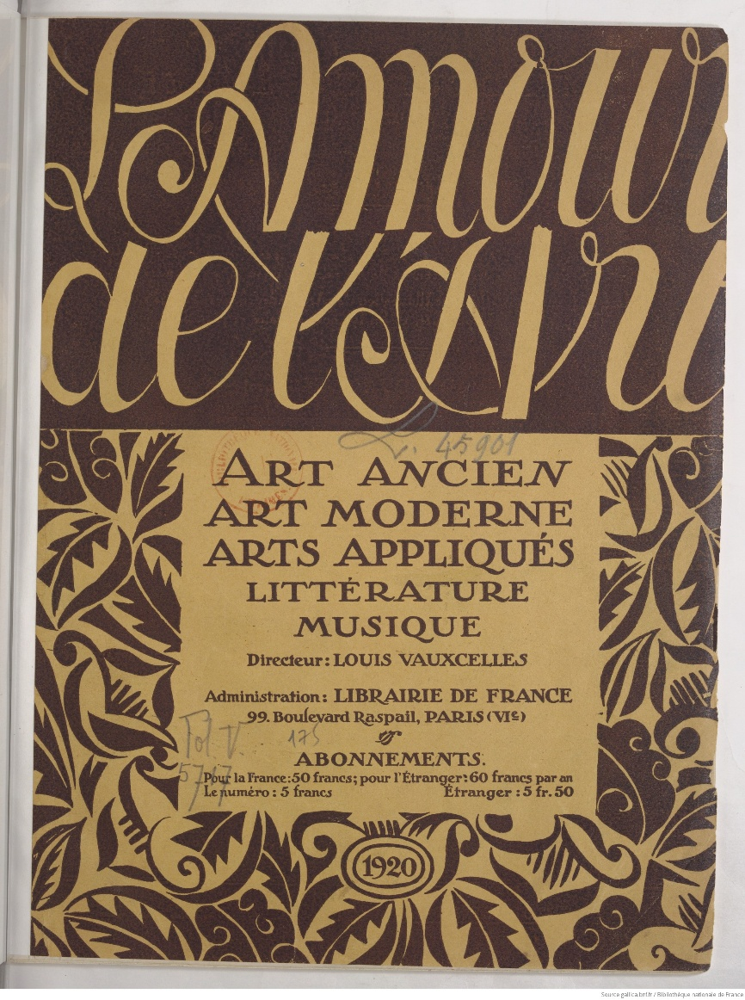 L'Amour
de l'Art
L. 45901
ART ANCIEN
ART MODERNE
ARTS APPLIQUÉS
LITTÉRATURE
MUSIQUE
Directeur : LOUIS VAUXCELLES
Administration : LIBRAIRIE DE FRANCE
99. Boulevard Raspail, PARIS (VIe)
175
ABONNEMENTS.
Pour la France : 50 francs ; pour l'Étranger : 60 francs par an
Le numéro : 5 francs Étranger : 5 fr. 50
Fol. V.
5717
1920
Source gallica.bnf.fr / Bibliothèque nationale de France